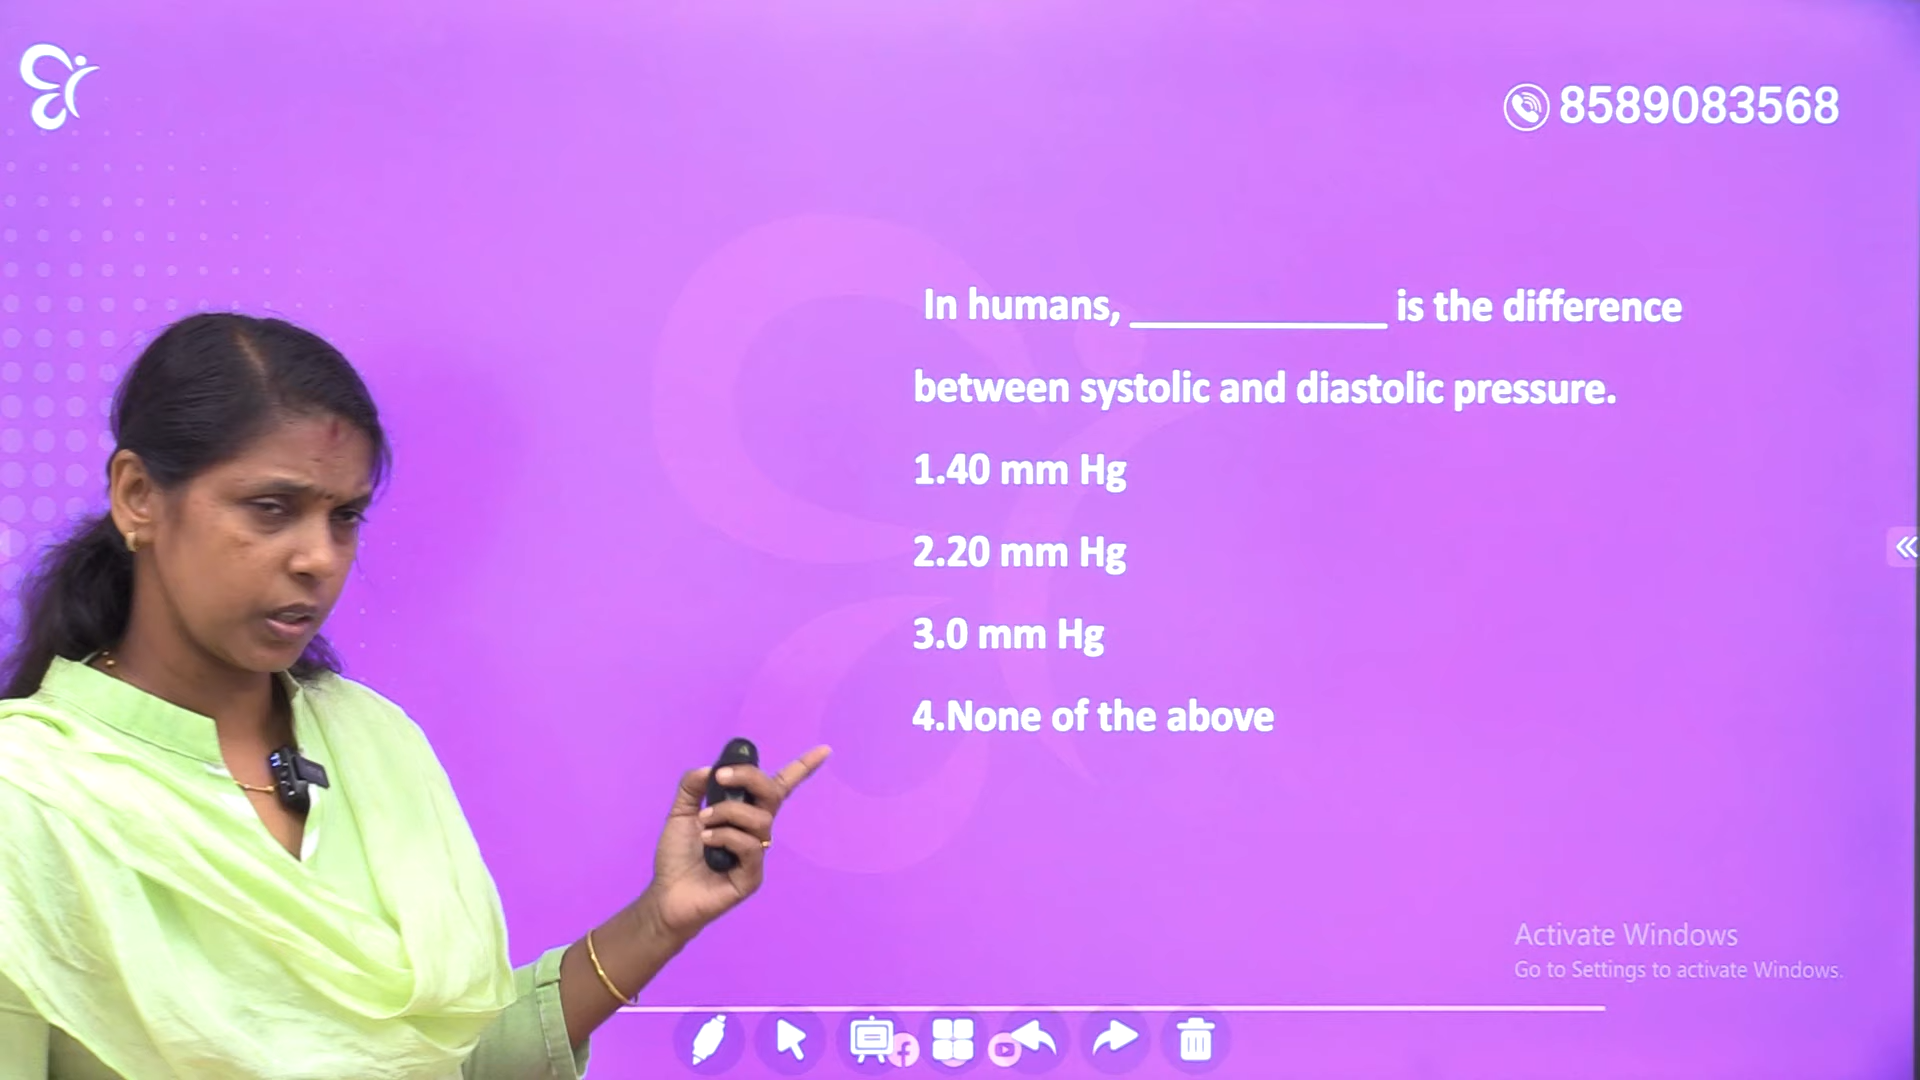 8589083568
In humans, ____________ is the difference
between systolic and diastolic pressure.
1.40 mm Hg
2.20 mm Hg
3.0 mm Hg
4.None of the above
Activate Windows
Go to Settings to activate Windows.